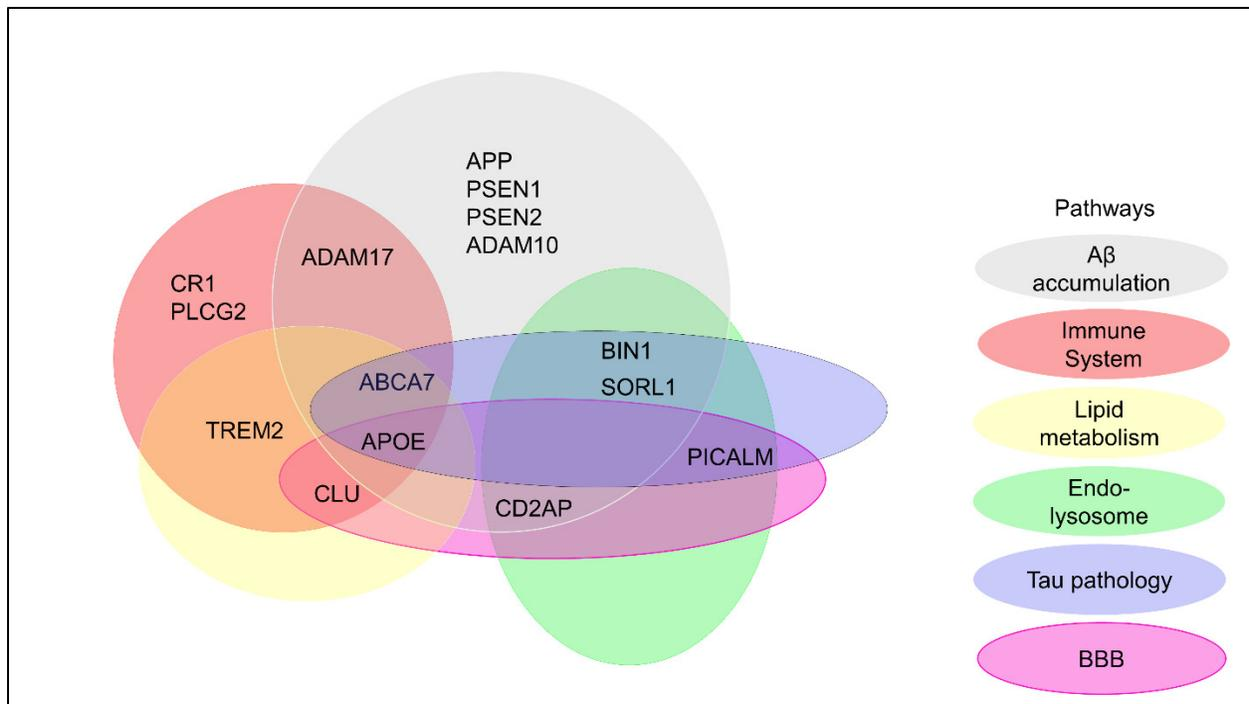 APP
PSEN1
PSEN2
ADAM10
ADAM17
CR1
PLCG2
BIN1
ABCA7
SORL1
TREM2
APOE
PICALM
CLU
CD2AP
Pathways
Aβ
accumulation
Immune
System
Lipid
metabolism
Endo-
lysosome
Tau pathology
BBB